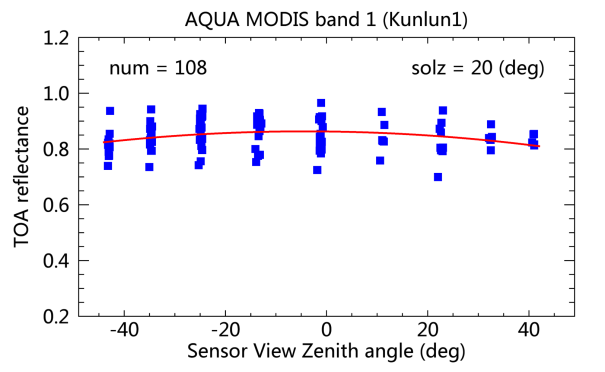 AQUA MODIS band 1 (Kunlun1)
num = 108
solz = 20 (deg)
1.2
1.0
0.8
0.6
0.4
0.2
TOA reflectance
-40
-20
0
20
40
Sensor View Zenith angle (deg)